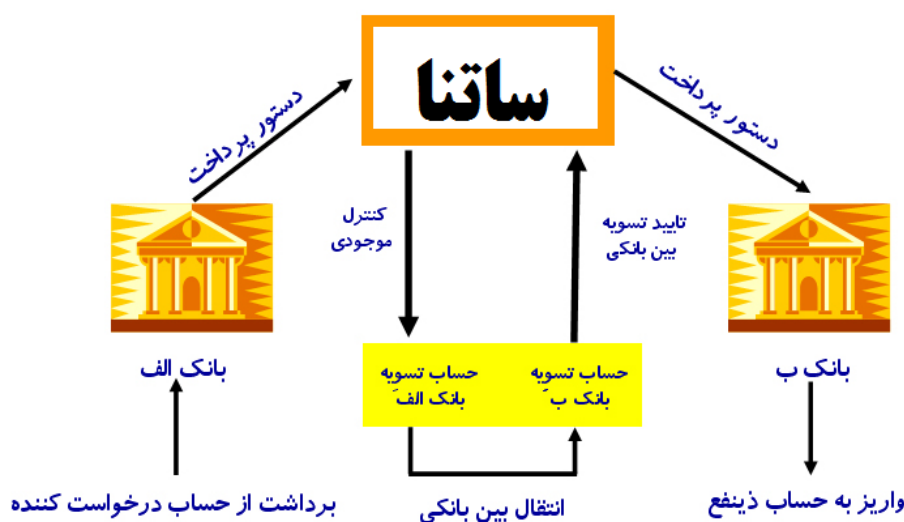 ساتنا
دستور پرداخت
دستور پرداخت
کنترل
موجودی
تایید تسویه
بین بانکی
بانک الف
بانک ب
حساب تسویه
بانک الف
حساب تسویه
بانک ب
برداشت از حساب درخواست کننده
انتقال بین بانکی
واریز به حساب ذینفع